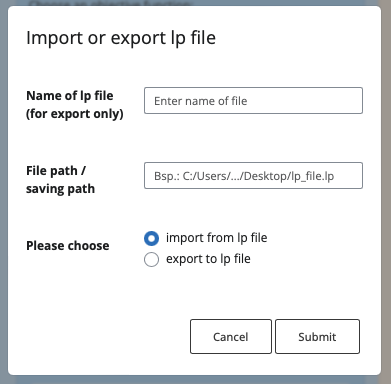 Import or export lp file
Name of lp file
(for export only)
Enter name of file
File path /
saving path
Bsp.: C:/Users/.../Desktop/lp_file.lp
Please choose
import from lp file
export to lp file
Cancel
Submit